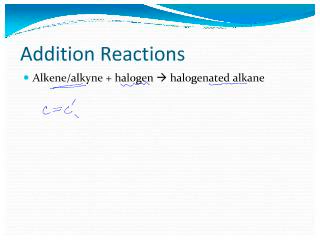 Addition Reactions
Alkene/alkyne + halogen → halogenated alkane
c=c